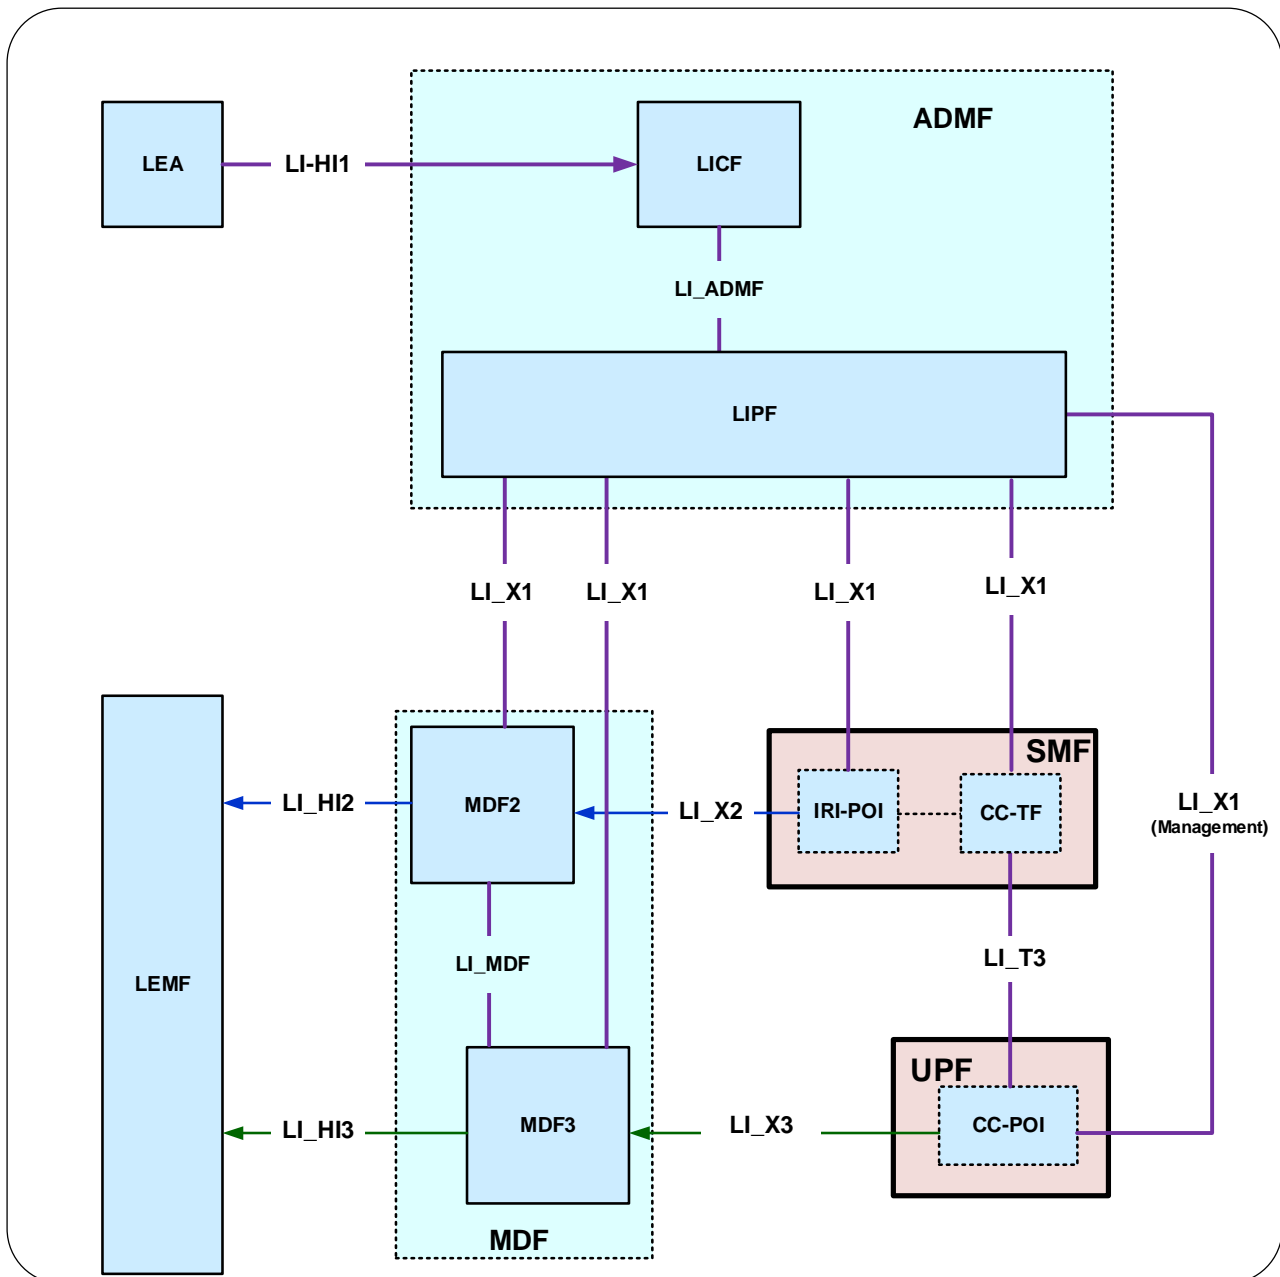 ADMF
LEA
LI-HI1
LICF
LI_ADMF
LIPF
LI_X1
LI_X1
LI_X1
LI_X1
SMF
LI_HI2
MDF2
LI_X2
IRI-POI
CC-TF
LI_X1
(Management)
LI_MDF
LI_T3
LEMF
UPF
LI_HI3
MDF3
LI_X3
CC-POI
MDF